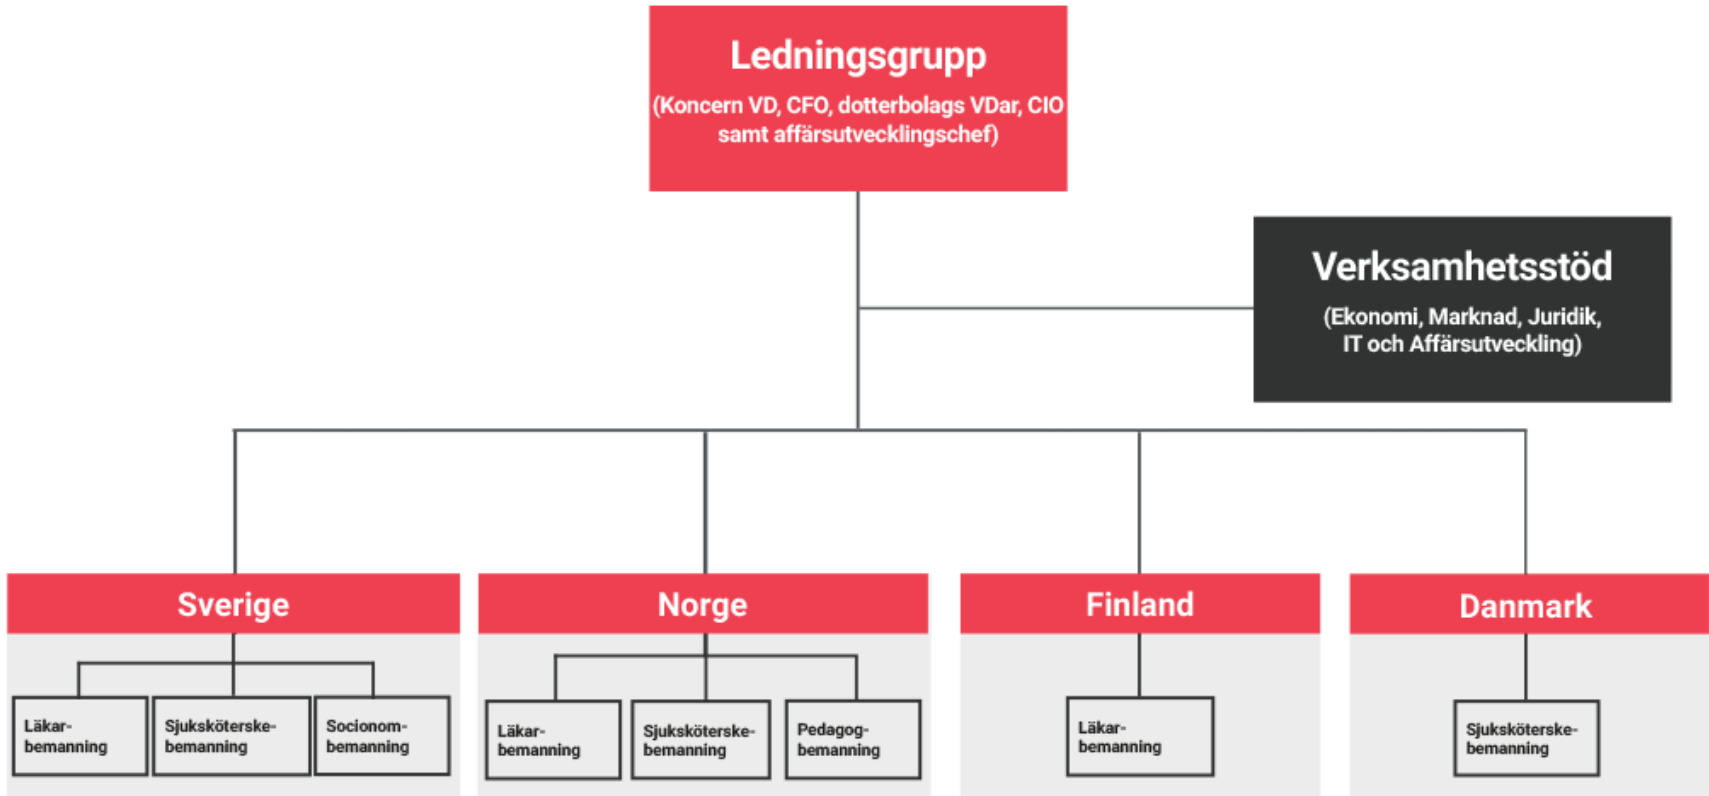 Ledningsgrupp
(Koncern VD, CFO, dotterbolags VDar, CIO
samt affärsutvecklingschef)
Verksamhetsstöd
(Ekonomi, Marknad, Juridik,
IT och Affärsutveckling)
Sverige
Läkar-
bemanning
Sjuksköterske-
bemanning
Socionom-
bemanning
Norge
Läkar-
bemanning
Sjuksköterske-
bemanning
Pedagog-
bemanning
Finland
Läkar-
bemanning
Danmark
Sjuksköterske-
bemanning